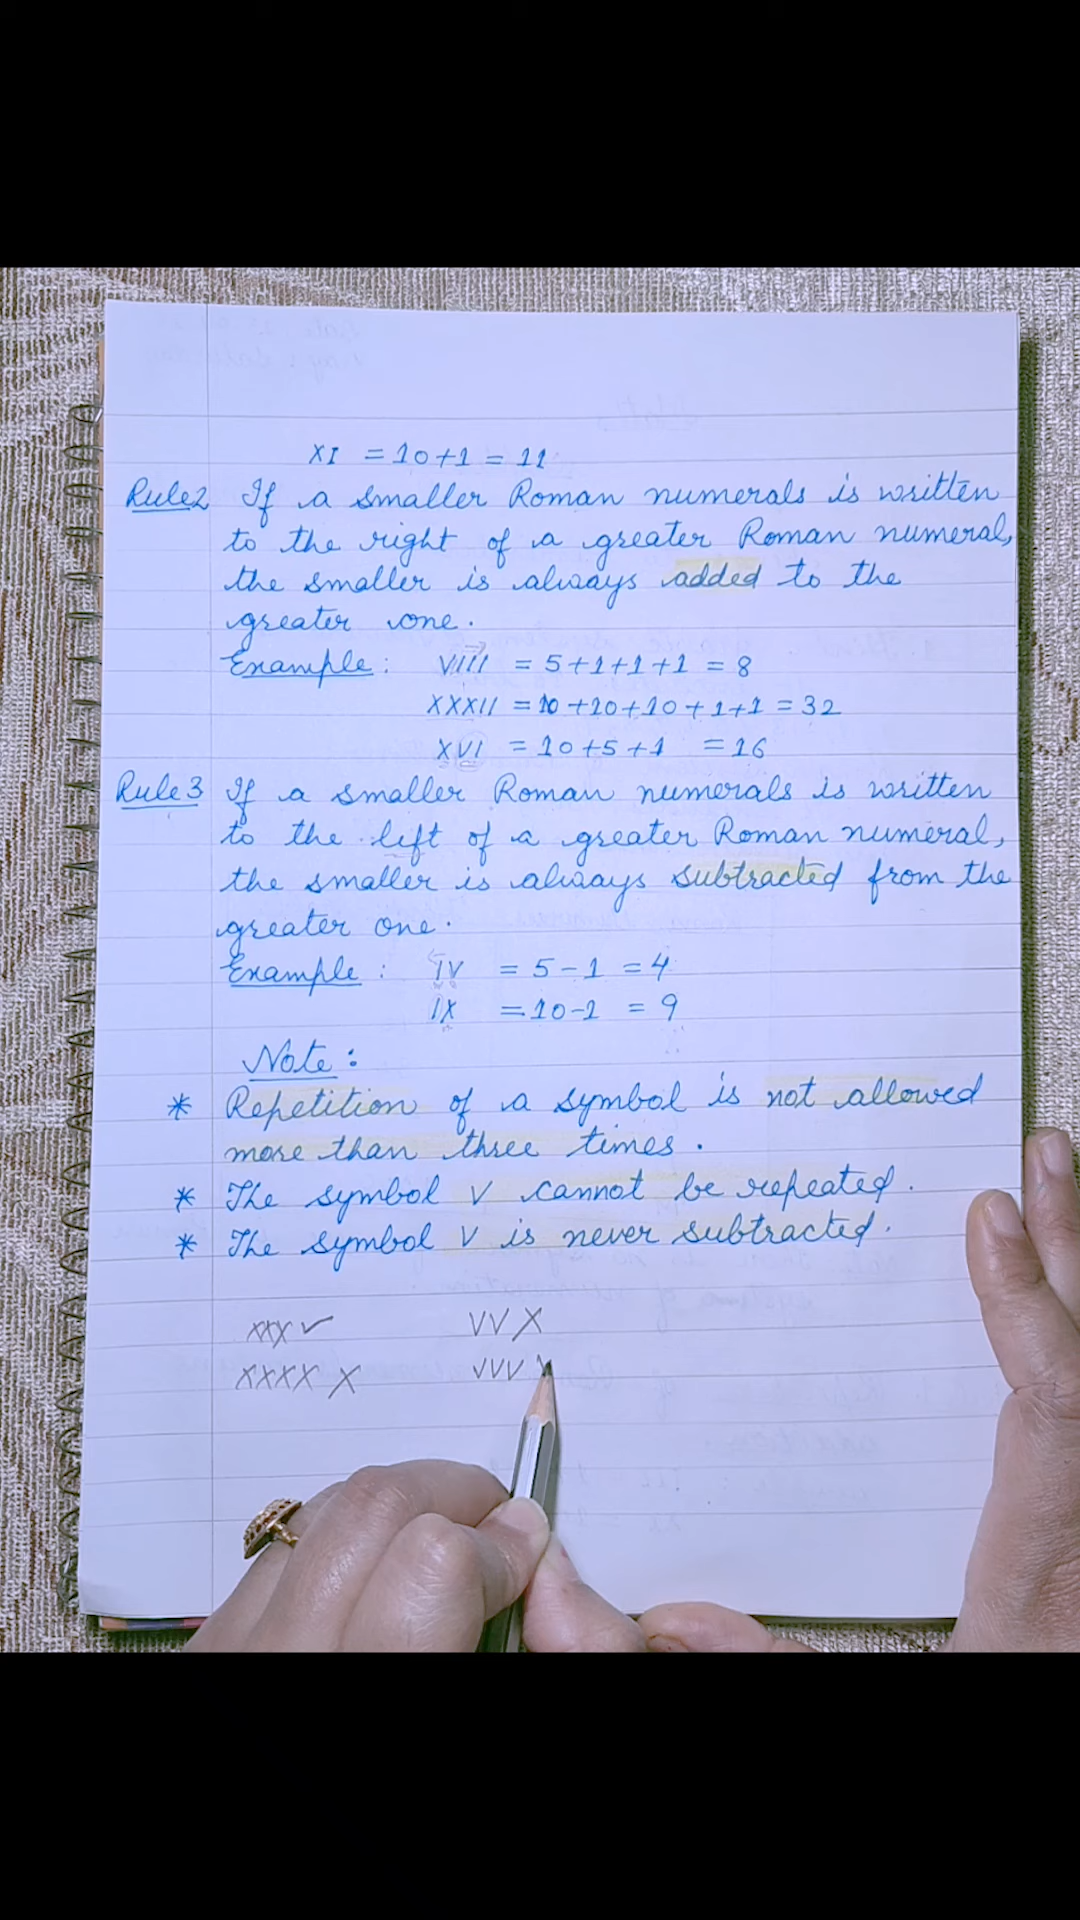 XI = 10+1 = 11
Rule2 If a smaller Roman numerals is written
to the right of a greater Roman numeral,
the smaller is always added to the
greater one.
Example: VIII = 5+1+1+1 = 8
XXXII = 10+10+10+1+1 = 32
XVI = 10+5+1 = 16
Rule3 If a smaller Roman numerals is written
to the left of a greater Roman numeral,
the smaller is always subtracted from the
greater one.
Example: IV = 5-1 = 4
IX = 10-1 = 9
Note:
* Repetition of a symbol is not allowed
more than three times.
* The symbol V cannot be repeated.
* The symbol V is never subtracted.
XXX ✓ VV X
XXXX X VVV